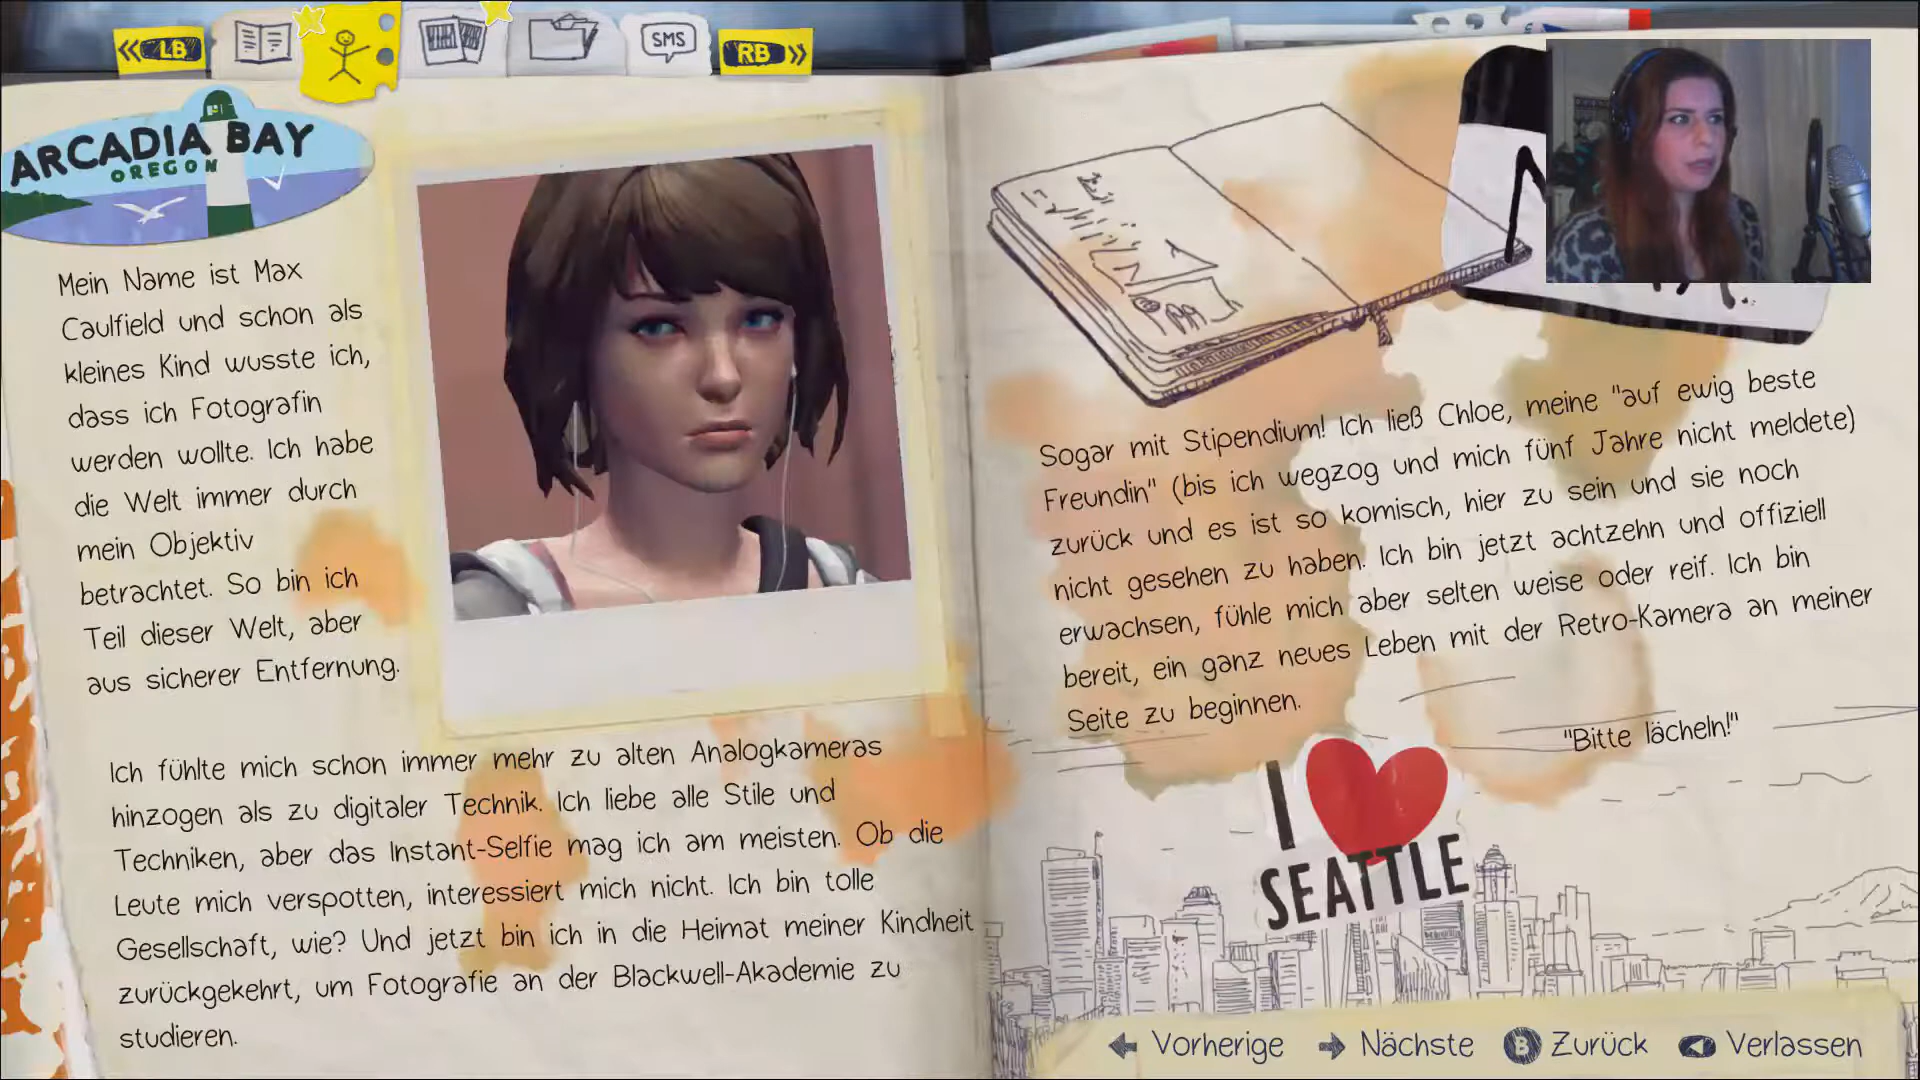 LB
SMS
RB
ARCADIA BAY
OREGON
Mein Name ist Max
Caulfield und schon als
kleines Kind wusste ich,
dass ich Fotografin
werden wollte. Ich habe
die Welt immer durch
mein Objektiv
betrachtet. So bin ich
Teil dieser Welt, aber
aus sicherer Entfernung.
Ich fühlte mich schon immer mehr zu alten Analogkameras
hinzogen als zu digitaler Technik. Ich liebe alle Stile und
Techniken, aber das Instant-Selfie mag ich am meisten. Ob die
Leute mich verspotten, interessiert mich nicht. Ich bin tolle
Gesellschaft, wie? Und jetzt bin ich in die Heimat meiner Kindheit
zurückgekehrt, um Fotografie an der Blackwell-Akademie zu
studieren.
Sogar mit Stipendium! Ich ließ Chloe, meine "auf ewig beste
Freundin" (bis ich wegzog und mich fünf Jahre nicht meldete)
zurück und es ist so komisch, hier zu sein und sie noch
nicht gesehen zu haben. Ich bin jetzt achtzehn und offiziell
erwachsen, fühle mich aber selten weise oder reif. Ich bin
bereit, ein ganz neues Leben mit der Retro-Kamera an meiner
Seite zu beginnen.
"Bitte lächeln!"
I
SEATTLE
Vorherige
Nächste
B Zurück
Verlassen